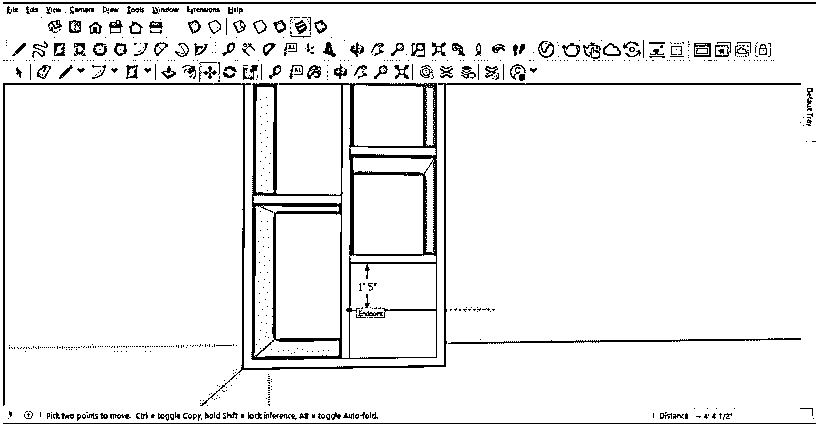 File Edit View Camera Draw Tools Window Extensions Help
Default Tray
1' 5"
Endpoint
Pick two points to move. Ctrl = toggle Copy, hold Shift = lock inference, Alt = toggle Auto-fold.
Distance ~ 4' 4 1/2"